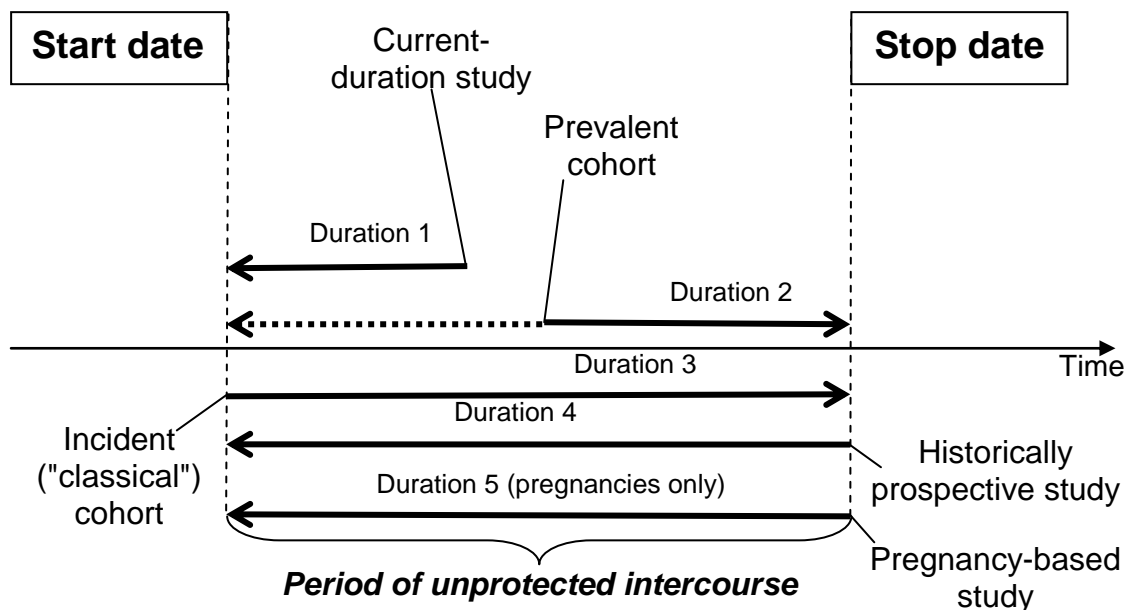 Start date
Current-
duration study
Stop date
Prevalent
cohort
Duration 1
Duration 2
Time
Duration 3
Duration 4
Incident
("classical")
cohort
Historically
prospective study
Duration 5 (pregnancies only)
Period of unprotected intercourse
Pregnancy-based
study